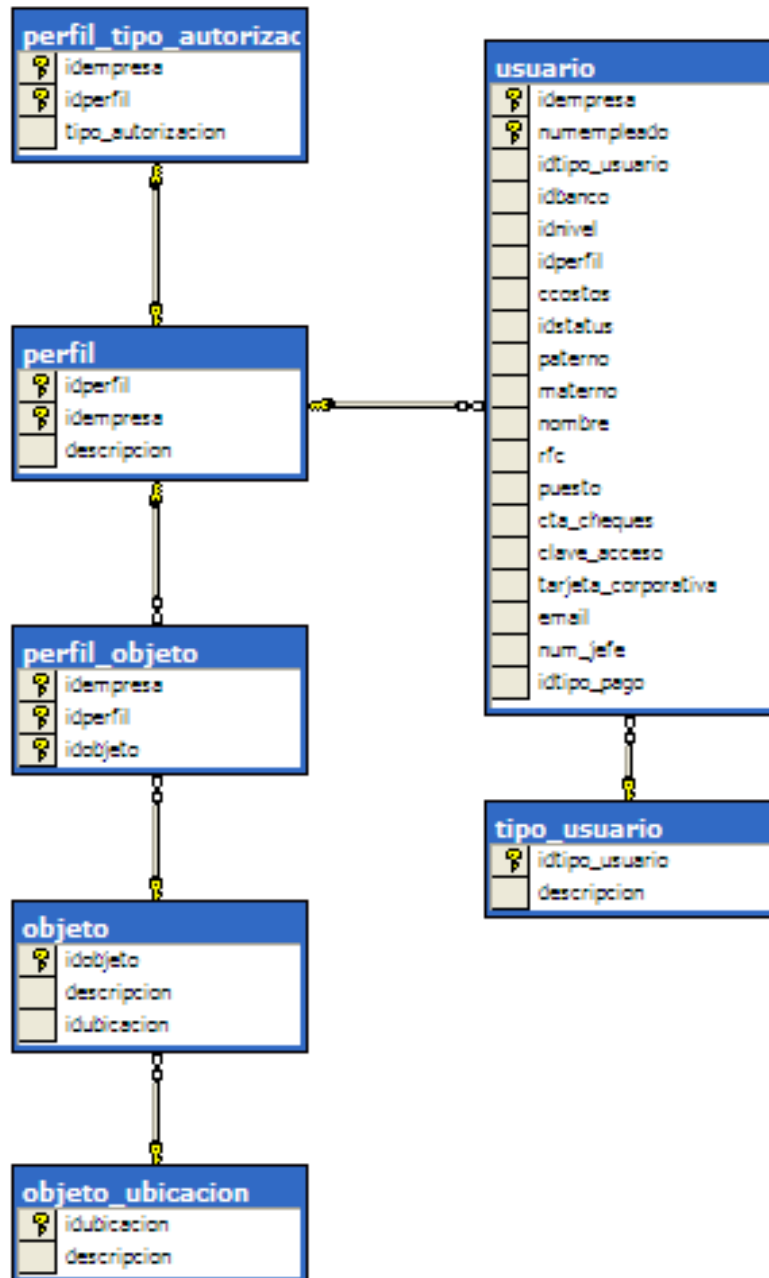 perfil_tipo_autorizac
idempresa
idperfil
tipo_autorizacion
perfil
idperfil
idempresa
descripcion
perfil_objeto
idempresa
idperfil
idobjeto
objeto
idobjeto
descripcion
idubicacion
objeto_ubicacion
idubicacion
descripcion
usuario
idempresa
numempleado
idtipo_usuario
idbanco
idnivel
idperfil
ccostos
idstatus
paterno
materno
nombre
rfc
puesto
cta_cheques
clave_acceso
tarjeta_corporativa
email
num_jefe
idtipo_pago
tipo_usuario
idtipo_usuario
descripcion